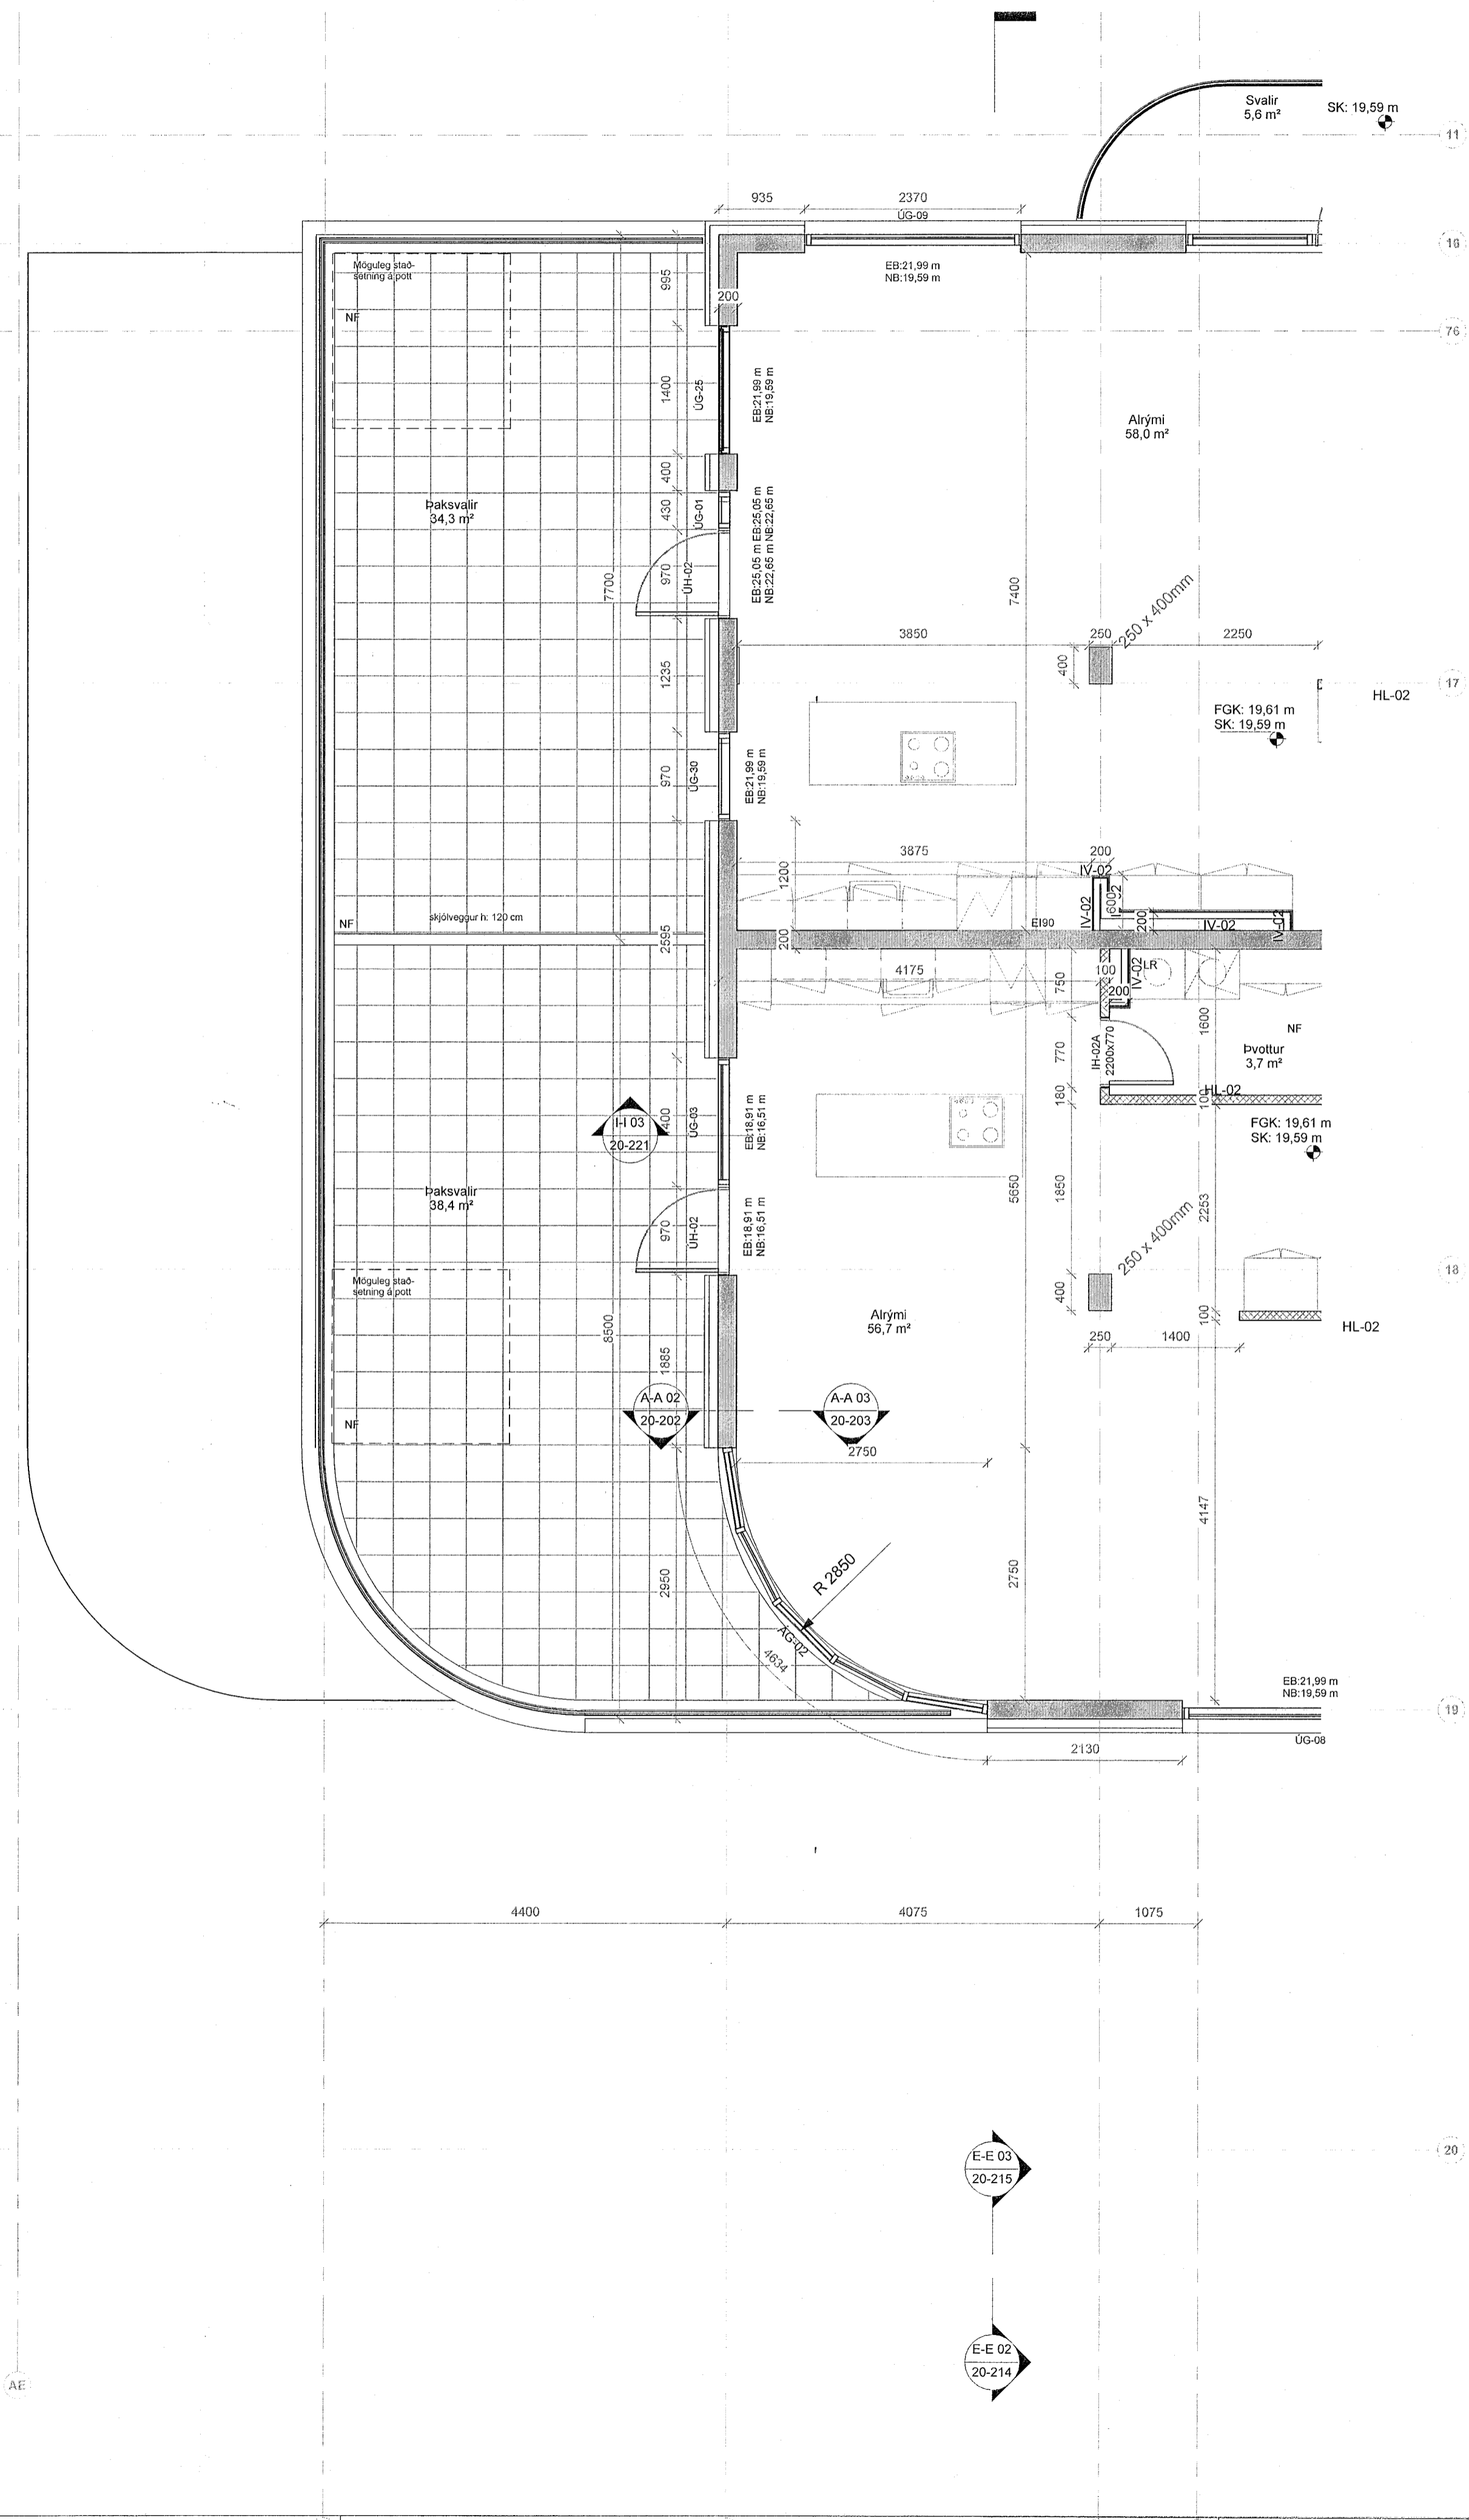 Svalir
5,6 m²
SK: 19,59 m
11
935
2370
ÚG-09
16
Möguleg stað-
setning á pott
NF
995
200
EB:21,99 m
NB:19,59 m
76
1400
ÚG-25
EB:21,99 m
NB:19,59 m
Alrými
58,0 m²
400
430
ÚG-01
Þaksvalir
34,3 m²
EB:25,05 m EB:25,05 m
NB:22,65 m NB:22,65 m
970
ÚH-02
7700
7400
250 x 400mm
3850
250
2250
400
1235
17
HL-02
FGK: 19,61 m
SK: 19,59 m
970
ÚG-30
EB:21,99 m
NB:19,59 m
3875
200
1200
IV-02
IV-02
200
IV-02
IV-02
NF
skjólveggur h: 120 cm
EI90
2595
200
4175
100
750
200
IV-02
LR
1600
NF
Þvottur
3,7 m²
770
IH-02A
2200x770
180
100
HL-02
I-I 03
20-221
ÚG-03
EB:18,91 m
NB:16,51 m
FGK: 19,61 m
SK: 19,59 m
Þaksvalir
38,4 m²
5650
1850
2253
970
ÚH-02
EB:18,91 m
NB:16,51 m
250 x 400mm
18
Möguleg stað-
setning á pott
400
100
Alrými
56,7 m²
8500
1885
250
1400
HL-02
NF
A-A 02
20-202
A-A 03
20-203
2750
4147
R 2850
2950
2750
ÁG-02
4634
EB:21,99 m
NB:19,59 m
19
ÚG-08
2130
4400
4075
1075
20
E-E 03
20-215
E-E 02
20-214
AE